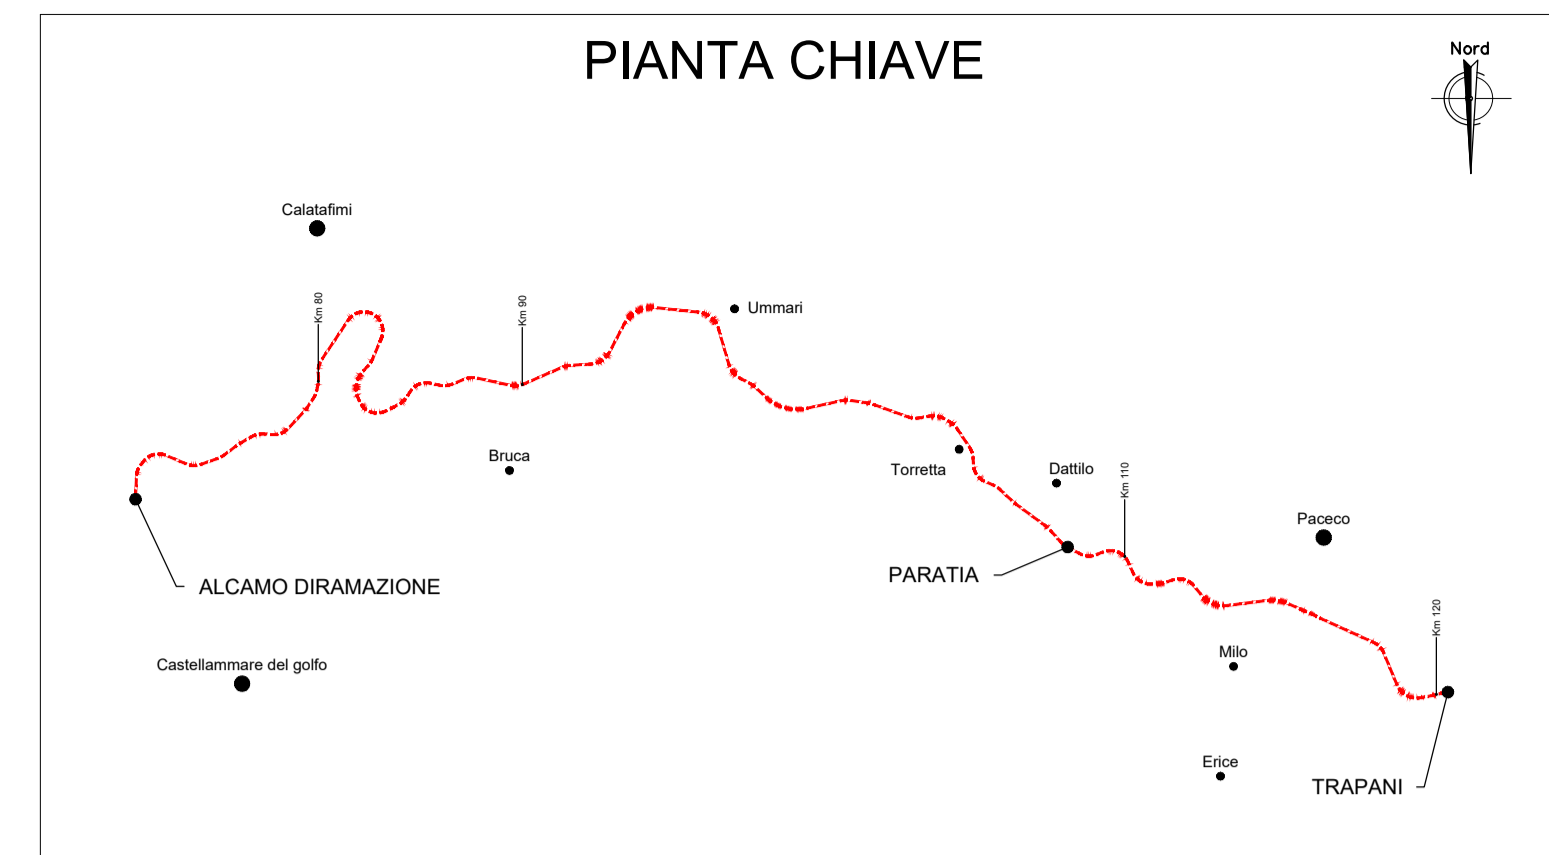 PIANTA CHIAVE
Nord
Calatafimi
Km 80
Km 90
Ummari
Bruca
Torretta
Dattilo
Km 110
Paceco
ALCAMO DIRAMAZIONE
PARATIA
Km 120
Milo
Castellammare del golfo
Erice
TRAPANI